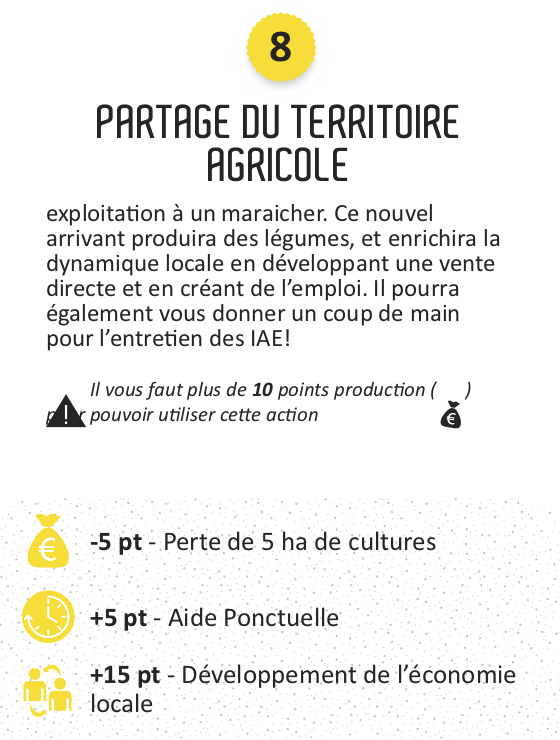 8
PARTAGE DU TERRITOIRE
AGRICOLE
exploitation à un maraicher. Ce nouvel
arrivant produira des légumes, et enrichira la
dynamique locale en développant une vente
directe et en créant de l'emploi. Il pourra
également vous donner un coup de main
pour l'entretien des IAE!
Il vous faut plus de 10 points production ( )
pour pouvoir utiliser cette action
-5 pt - Perte de 5 ha de cultures
+5 pt - Aide Ponctuelle
+15 pt - Développement de l'économie
locale